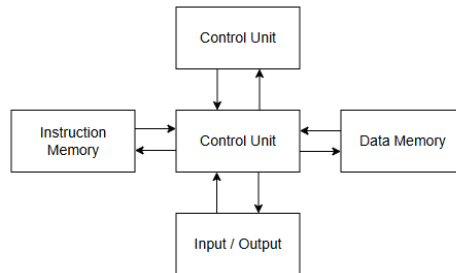 Control Unit
Instruction
Memory
Control Unit
Data Memory
Input / Output